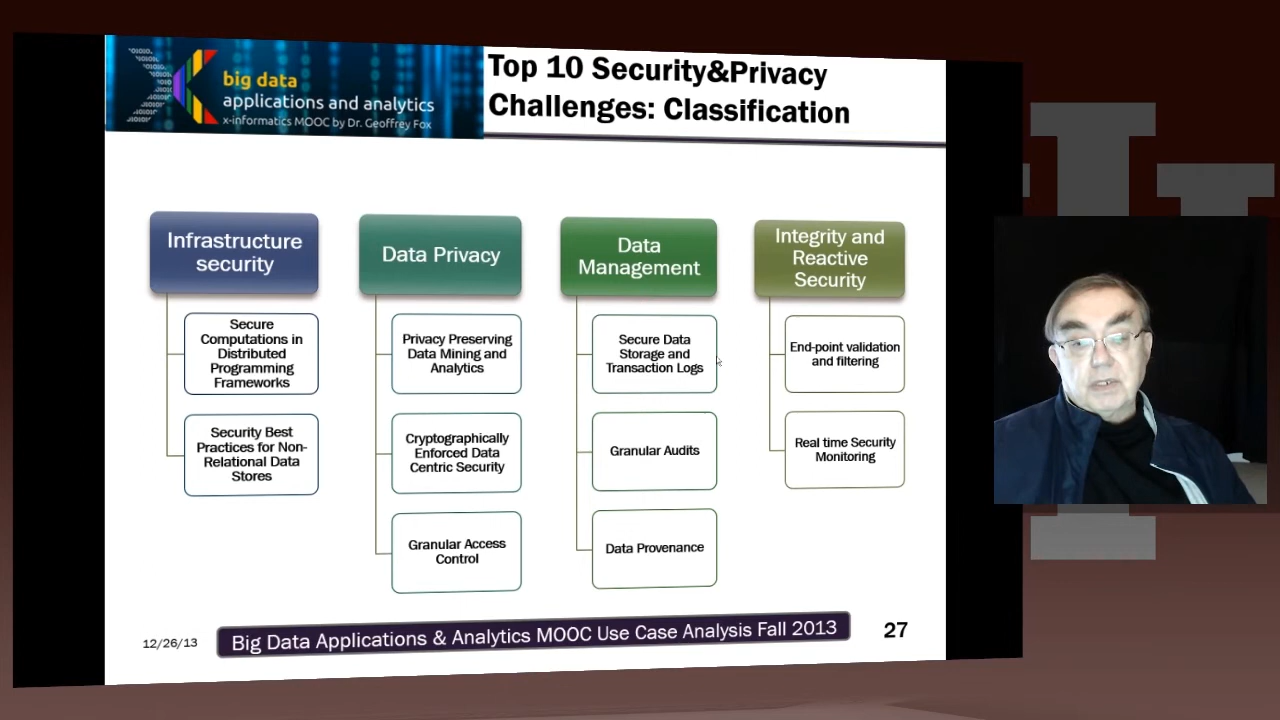 Top 10 Security&Privacy
Challenges: Classification
big data
applications and analytics
x-informatics MOOC by Dr. Geoffrey Fox
Infrastructure
security
Secure
Computations in
Distributed
Programming
Frameworks
Security Best
Practices for Non-
Relational Data
Stores
Data Privacy
Privacy Preserving
Data Mining and
Analytics
Cryptographically
Enforced Data
Centric Security
Granular Access
Control
Data
Management
Secure Data
Storage and
Transaction Logs
Granular Audits
Data Provenance
Integrity and
Reactive
Security
End-point validation
and filtering
Real time Security
Monitoring
12/26/13
Big Data Applications & Analytics MOOC Use Case Analysis Fall 2013
27